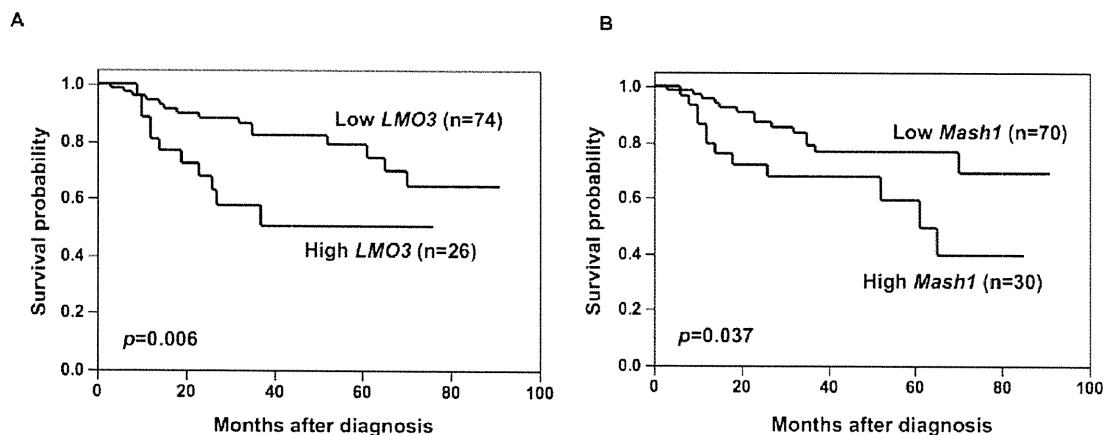 A
Survival probability
1.0
0.8
0.6
0.4
0.2
0.0
Low LMO3 (n=74)
High LMO3 (n=26)
p=0.006
0 20 40 60 80 100
Months after diagnosis
B
Survival probability
1.0
0.8
0.6
0.4
0.2
0.0
Low Mash1 (n=70)
High Mash1 (n=30)
p=0.037
0 20 40 60 80 100
Months after diagnosis